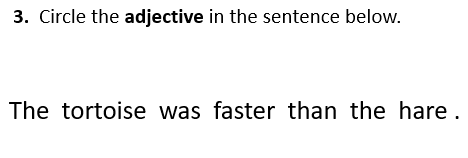 3. Circle the adjective in the sentence below.
The tortoise was faster than the hare .